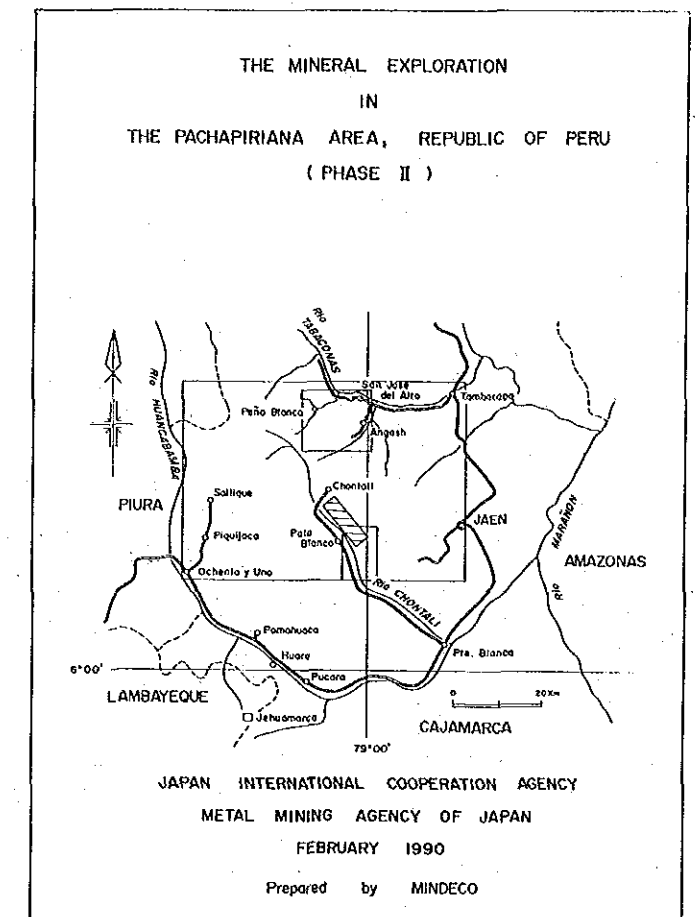 THE MINERAL EXPLORATION
IN
THE PACHAPIRIANA AREA, REPUBLIC OF PERU
( PHASE II )
Rio
TABACONAS
Rio HUANCABAMBA
San José
del Alto
Tamborapa
Peña Blanca
Angash
PIURA
Sallique
Chontali
Piquijaca
Pata
Blanca
JAEN
Rio MARAÑON
AMAZONAS
Ochenta y Uno
Rio CHONTALI
Pomahuaca
Huare
Pta. Blanca
6°00'
Pucara
0 20Km
LAMBAYEQUE
Jehuamarca
CAJAMARCA
79°00'
JAPAN INTERNATIONAL COOPERATION AGENCY
METAL MINING AGENCY OF JAPAN
FEBRUARY 1990
Prepared by MINDECO